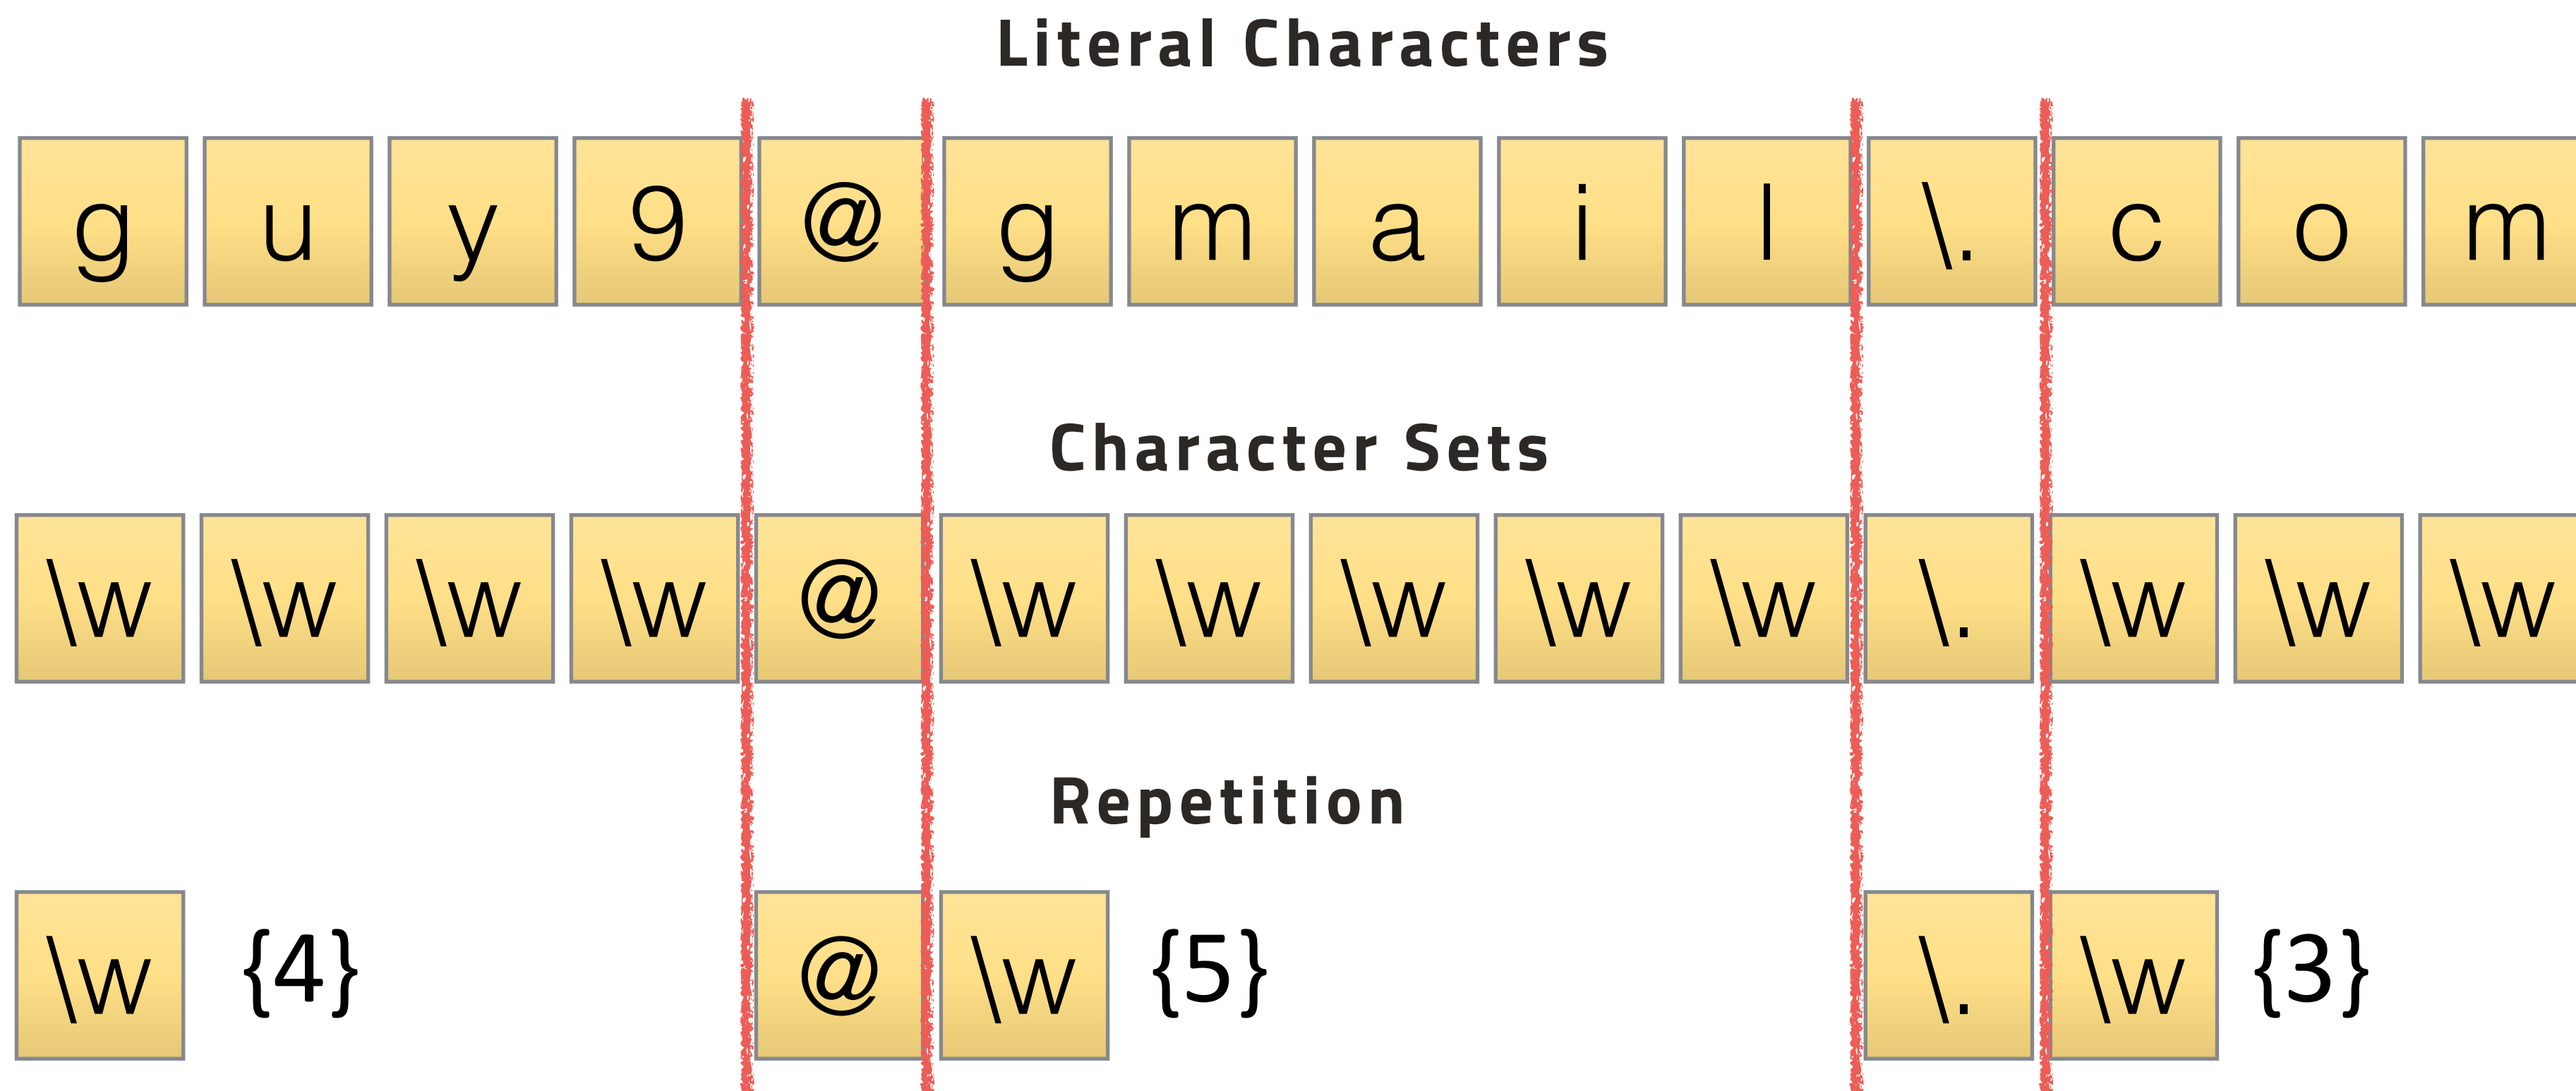 Literal Characters
g u y 9 @ g m a i l \. c o m
Character Sets
\w \w \w \w @ \w \w \w \w \w \. \w \w \w
Repetition
\w {4} @ \w {5} \. \w {3}